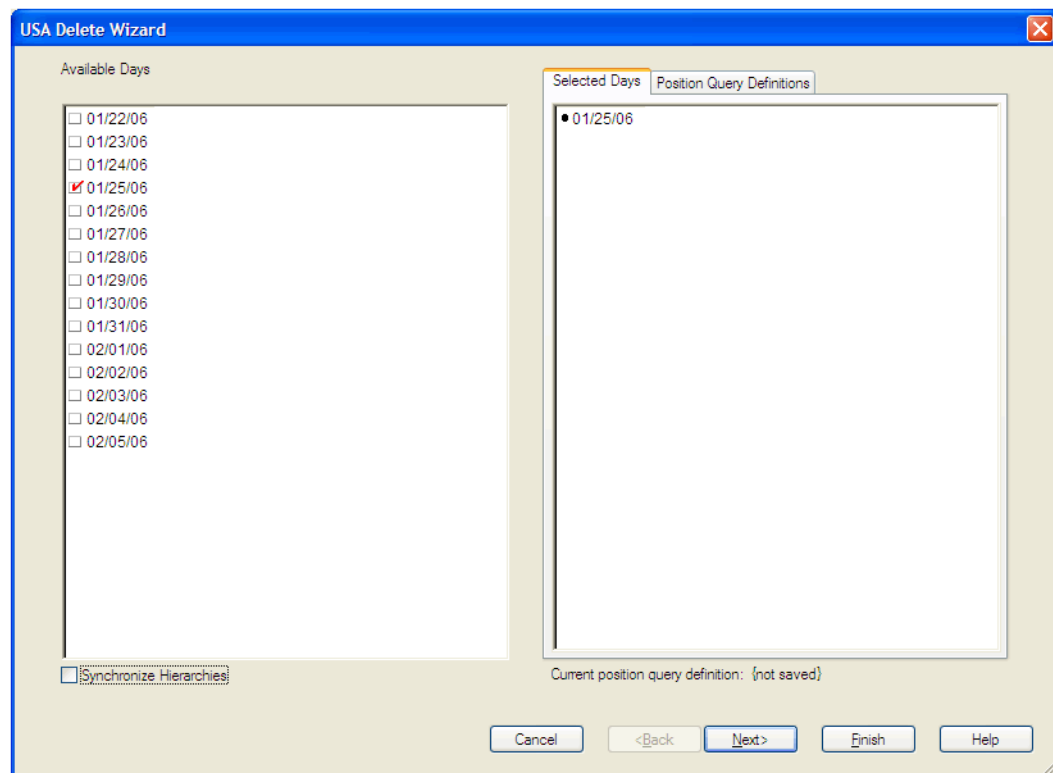 USA Delete Wizard
Available Days
Selected Days
Position Query Definitions
01/22/06
01/23/06
01/24/06
01/25/06
01/26/06
01/27/06
01/28/06
01/29/06
01/30/06
01/31/06
02/01/06
02/02/06
02/03/06
02/04/06
02/05/06
01/25/06
Synchronize Hierarchies
Current position query definition: {not saved}
Cancel
<Back
Next>
Finish
Help